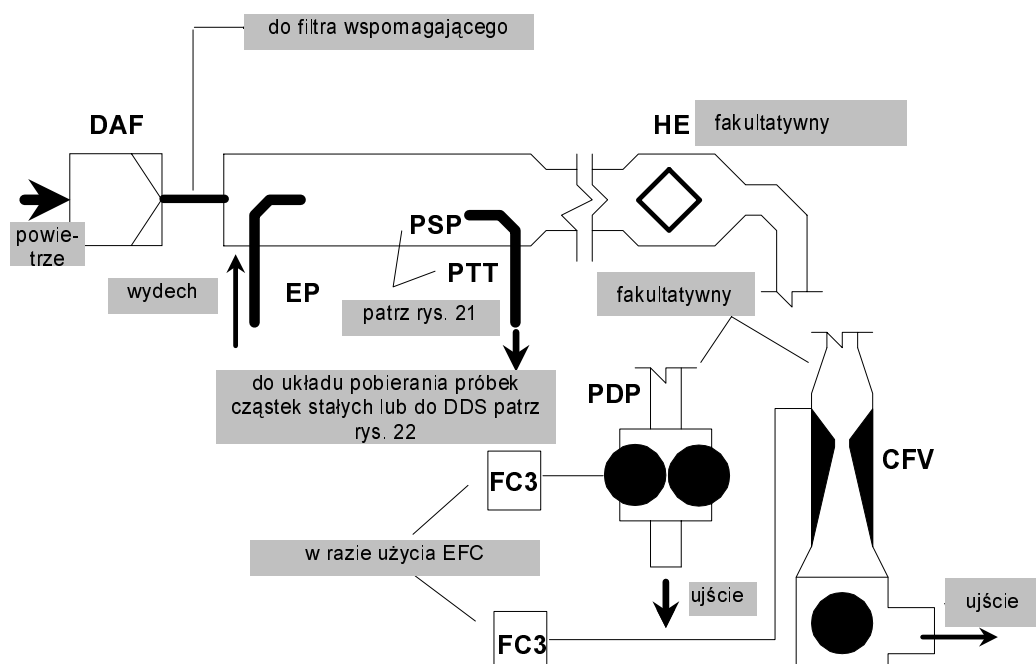 do filtra wspomagającego
DAF
HE
fakultatywny
powie-
trze
PSP
PTT
EP
wydech
patrz rys. 21
fakultatywny
do układu pobierania próbek
cząstek stałych lub do DDS patrz
rys. 22
PDP
CFV
FC3
w razie użycia EFC
ujście
ujście
FC3